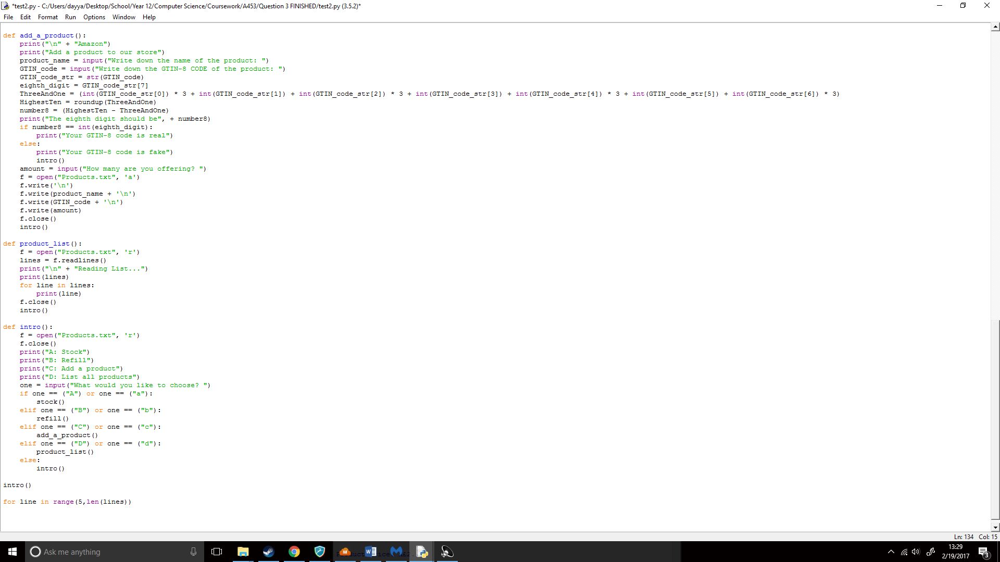 *test2.py - C:/Users/dayya/Desktop/School/Year 12/Computer Science/Coursework/A453/Question 3 FINISHED/test2.py (3.5.2)*
File Edit Format Run Options Window Help
def add_a_product():
    print("\n" + "Amazon")
    print("Add a product to our store")
    product_name = input("Write down the name of the product: ")
    GTIN_code = input("Write down the GTIN-8 CODE of the product: ")
    GTIN_code_str = str(GTIN_code)
    eighth_digit = GTIN_code_str[7]
    ThreeAndOne = (int(GTIN_code_str[0]) * 3 + int(GTIN_code_str[1]) + int(GTIN_code_str[2]) * 3 + int(GTIN_code_str[3]) + int(GTIN_code_str[4]) * 3 + int(GTIN_code_str[5]) + int(GTIN_code_str[6]) * 3)
    HighestTen = roundup(ThreeAndOne)
    number8 = (HighestTen - ThreeAndOne)
    print("The eighth digit should be", + number8)
    if number8 == int(eighth_digit):
        print("Your GTIN-8 code is real")
    else:
        print("Your GTIN-8 code is fake")
        intro()
    amount = input("How many are you offering? ")
    f = open("Products.txt", 'a')
    f.write('\n')
    f.write(product_name + '\n')
    f.write(GTIN_code + '\n')
    f.write(amount)
    f.close()
    intro()
def product_list():
    f = open("Products.txt", 'r')
    lines = f.readlines()
    print("\n" + "Reading List...")
    print(lines)
    for line in lines:
        print(line)
    f.close()
    intro()
def intro():
    f = open("Products.txt", 'r')
    f.close()
    print("A: Stock")
    print("B: Refill")
    print("C: Add a product")
    print("D: List all products")
    one = input("What would you like to choose? ")
    if one == ("A") or one == ("a"):
        stock()
    elif one == ("B") or one == ("b"):
        refill()
    elif one == ("C") or one == ("c"):
        add_a_product()
    elif one == ("D") or one == ("d"):
        product_list()
    else:
        intro()
intro()
for line in range(5,len(lines))
Ln: 134 Col: 15
Ask me anything
13:29
2/19/2017
3